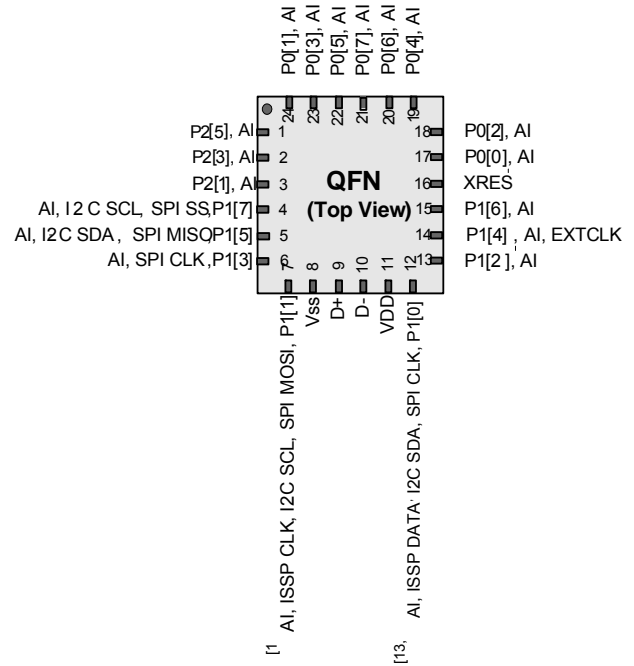 P0[1], AI
P0[3], AI
P0[5], AI
P0[7], AI
P0[6], AI
P0[4], AI
24
23
22
21
20
19
P2[5], AI
1
18
P0[2], AI
P2[3], AI
2
17
P0[0], AI
P2[1], AI
3
QFN
16
XRES
AI, I2 C SCL, SPI SS,P1[7]
4
(Top View)
15
P1[6], AI
AI, I2C SDA , SPI MISO,P1[5]
5
14
P1[4] , AI, EXTCLK
AI, SPI CLK,P1[3]
6
13
P1[2 ], AI
7
8
9
10
11
12
AI, ISSP CLK, I2C SCL, SPI MOSI, P1[1]
Vss
D+
D-
VDD
AI, ISSP DATA, I2C SDA, SPI CLK, P1[0]
[1
[13,